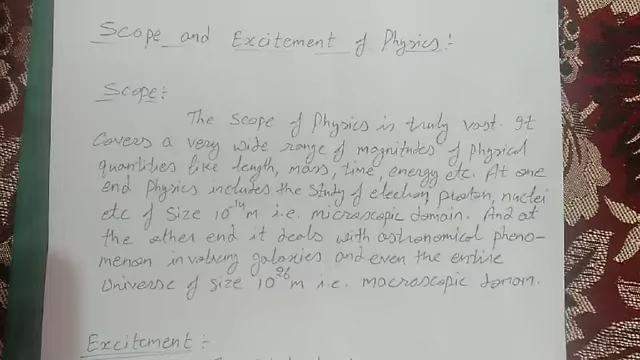 Scope and Excitement of Physics:-
Scope:
The Scope of Physics is truly vast. It
covers a very wide range of magnitudes of physical
quantities like length, mass, time, energy etc. At one
end Physics includes the study of electron, proton, nuclei
etc of size 10⁻¹⁴m i.e. microscopic domain. And at
the other end it deals with astronomical pheno-
menon involving galaxies and even the entire
Universe of size 10²⁶m i.e. macroscopic domain.
Excitement:-